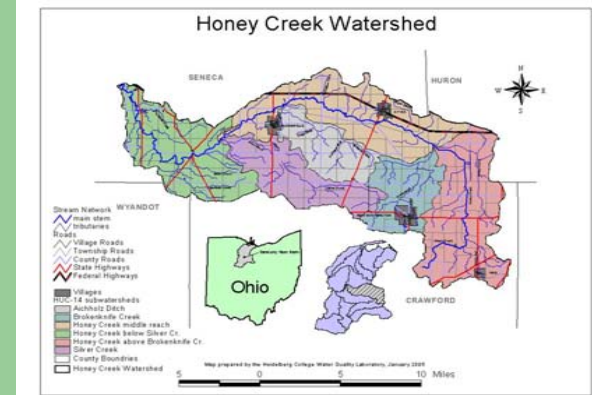 Honey Creek Watershed
SENECA
HURON
N
W E
S
WYANDOT
Stream Network
main stem
tributaries
Roads
Village Roads
Township Roads
County Roads
State Highways
Federal Highways
Villages
HUC-14 subwatersheds
Aichholz Ditch
Brokenknife Creek
Honey Creek middle reach
Honey Creek below Silver Cr.
Honey Creek above Brokenknife Cr.
Silver Creek
County Boundries
Honey Creek Watershed
Ohio
CRAWFORD
Map prepared by the Heidelberg College Water Quality Laboratory, January 2005
5 0 5 10 Miles